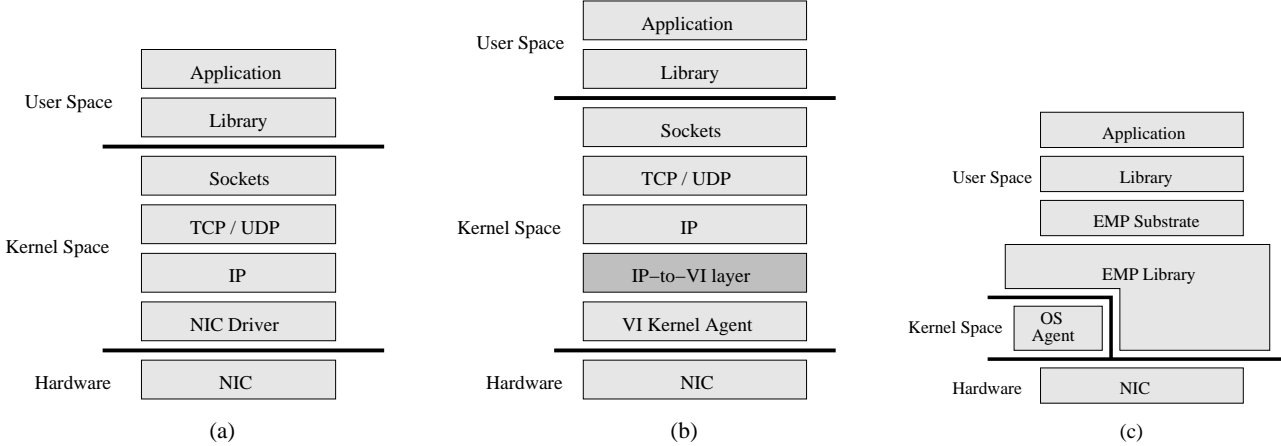 Application
User Space
Library
Sockets
TCP / UDP
Kernel Space
IP
NIC Driver
Hardware
NIC
(a)
Application
User Space
Library
Sockets
TCP / UDP
Kernel Space
IP
IP–to–VI layer
VI Kernel Agent
Hardware
NIC
(b)
Application
User Space
Library
EMP Substrate
EMP Library
Kernel Space
OS
Agent
Hardware
NIC
(c)